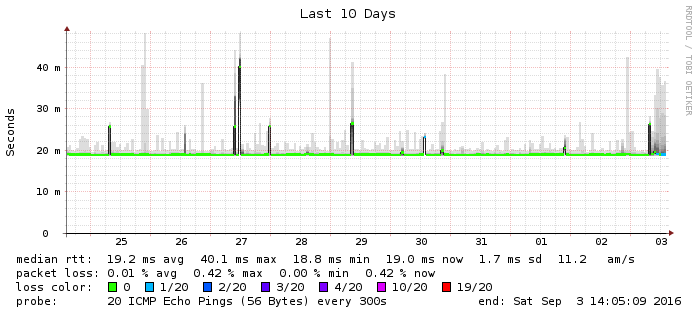 Last 10 Days
RRDTOOL / TOBI OETIKER
Seconds
40 m
30 m
20 m
10 m
0
25 26 27 28 29 30 31 01 02 03
median rtt: 19.2 ms avg 40.1 ms max 18.8 ms min 19.0 ms now 1.7 ms sd 11.2 am/s
packet loss: 0.01 % avg 0.42 % max 0.00 % min 0.42 % now
loss color: 0 1/20 2/20 3/20 4/20 10/20 19/20
probe: 20 ICMP Echo Pings (56 Bytes) every 300s end: Sat Sep 3 14:05:09 2016